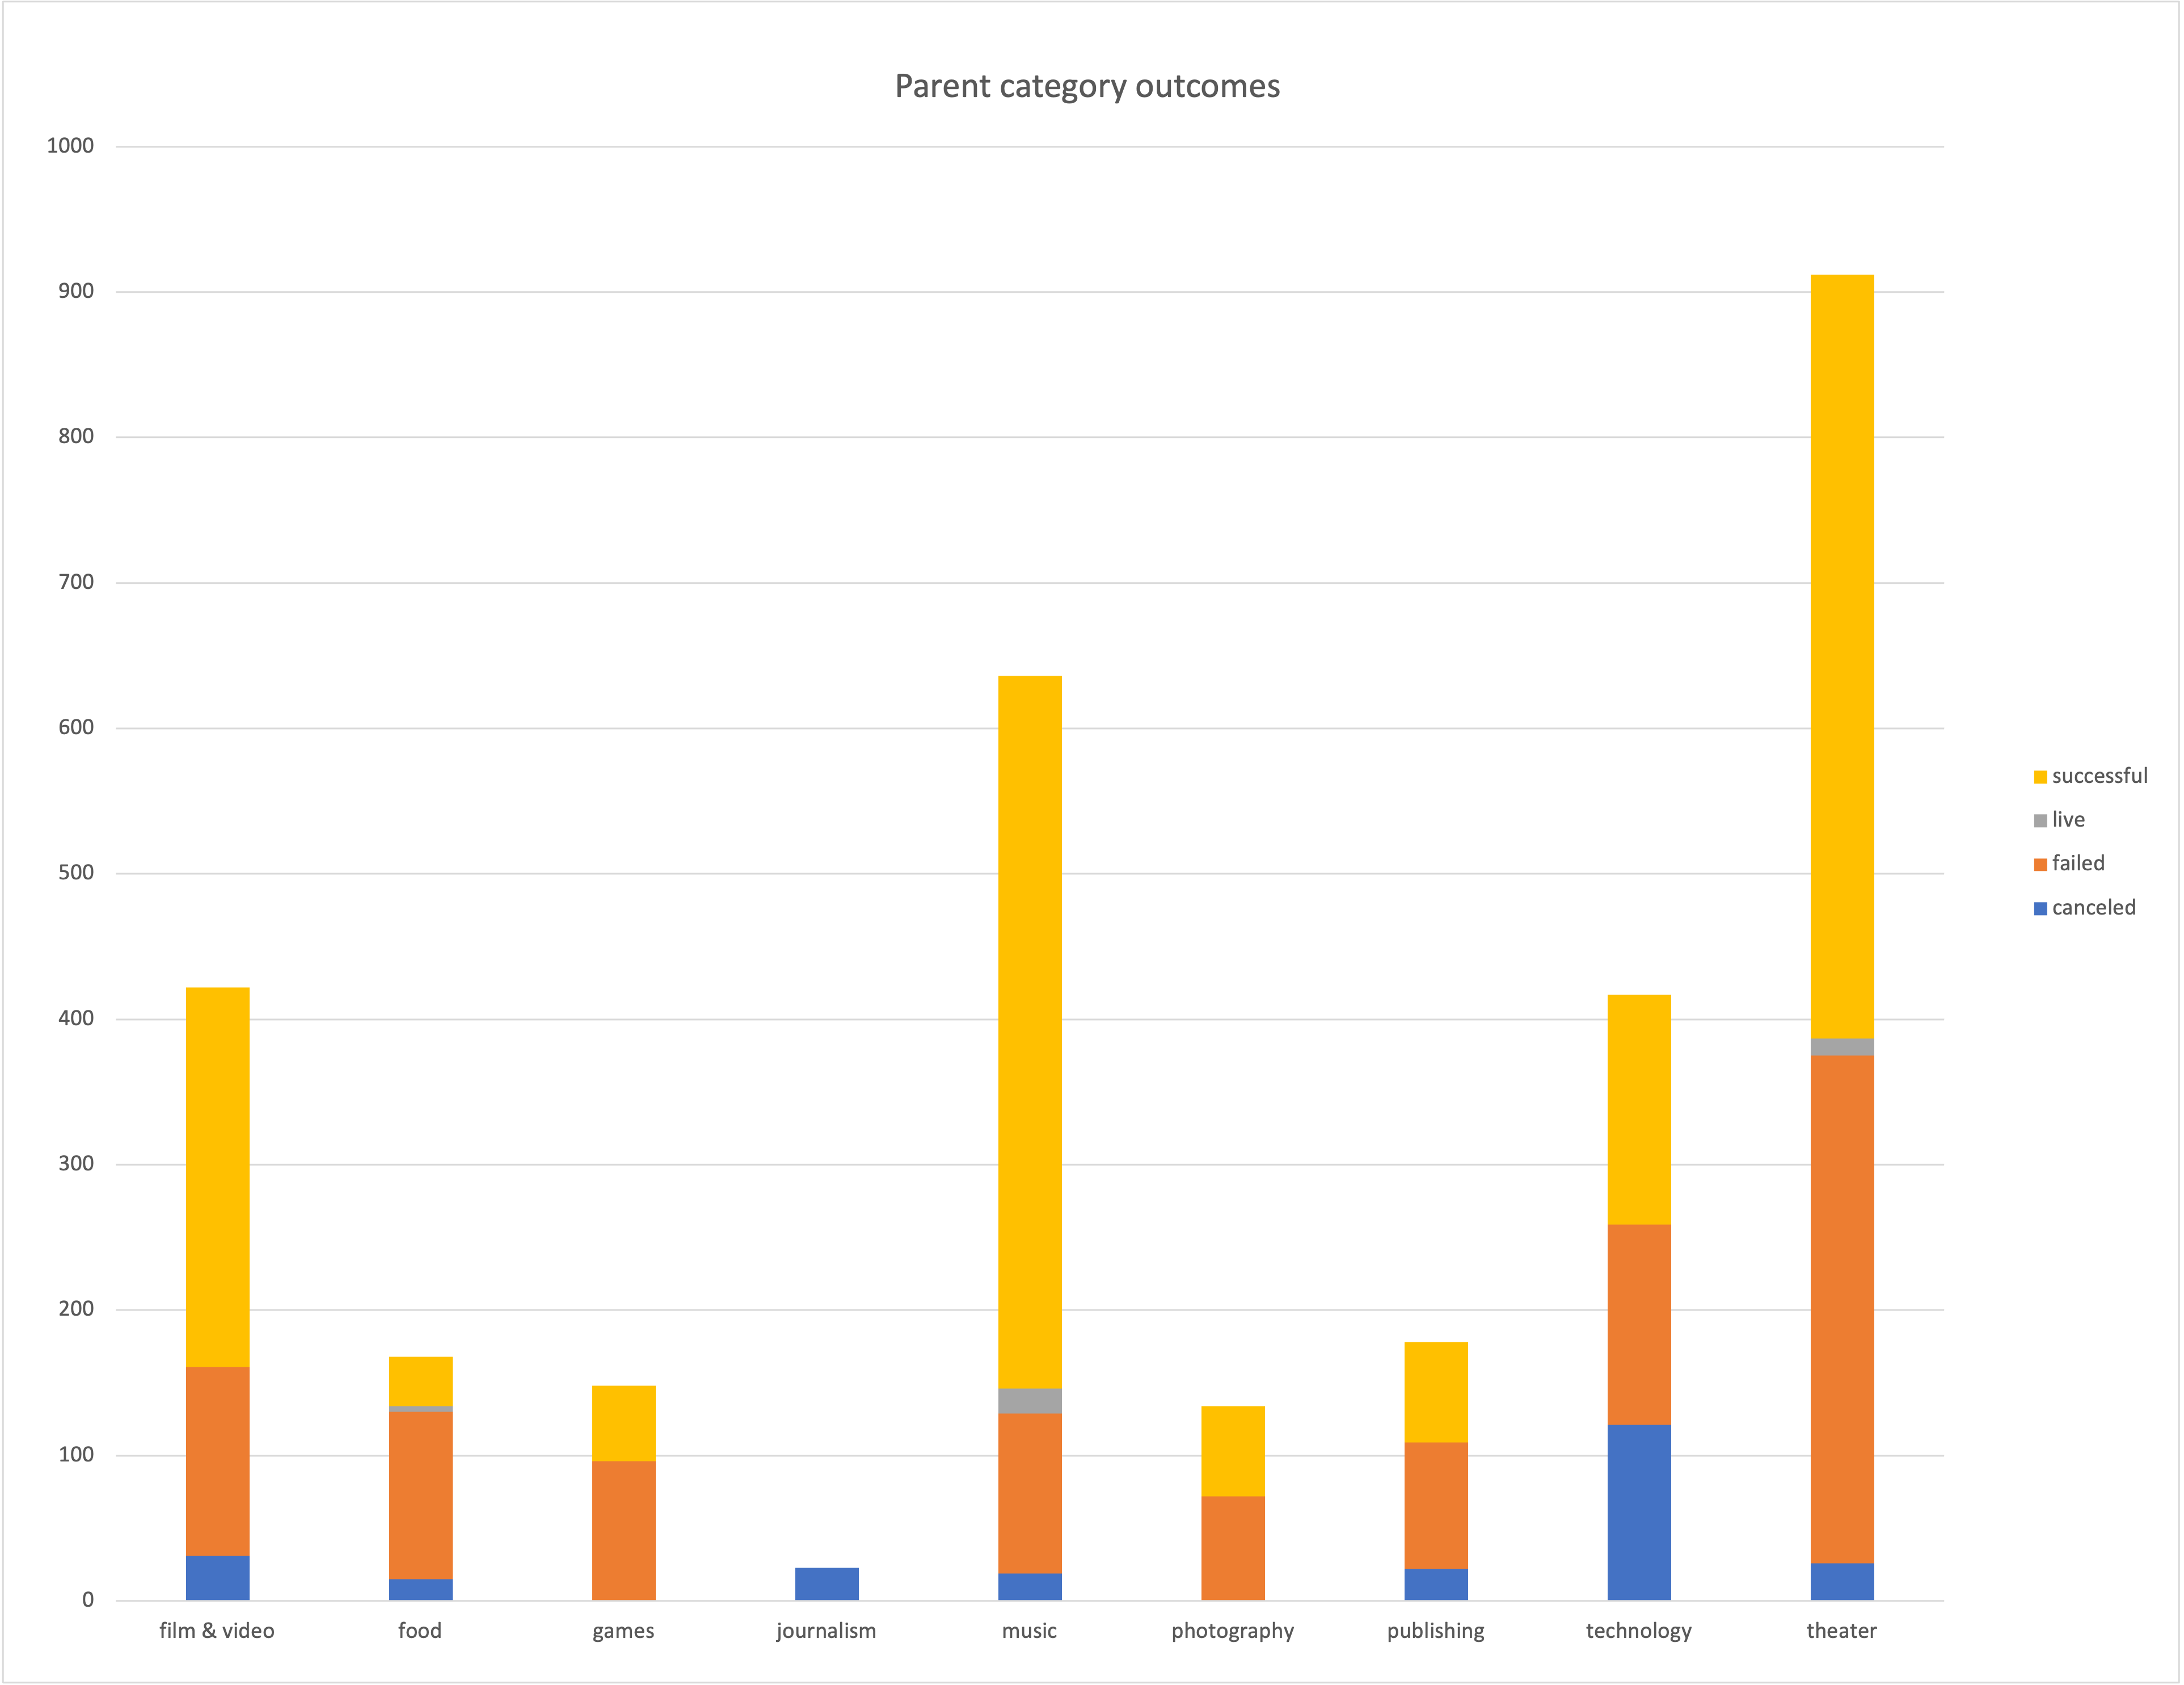 Parent category outcomes
1000
900
800
700
600
500
400
300
200
100
0
film & video food games journalism music photography publishing technology theater
successful
live
failed
canceled